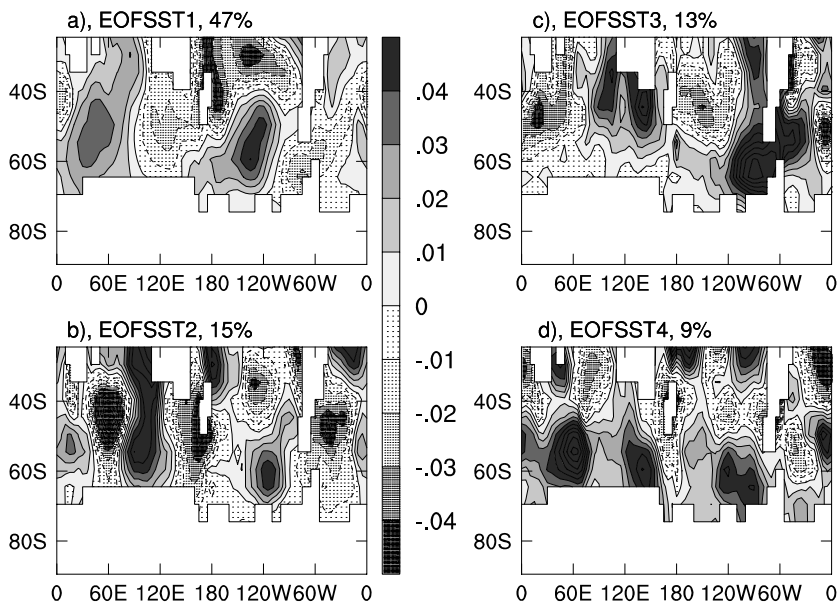 a), EOFSST1, 47%
40S
60S
80S
0 60E 120E 180 120W 60W 0
b), EOFSST2, 15%
40S
60S
80S
0 60E 120E 180 120W 60W 0
.04
.03
.02
.01
0
-.01
-.02
-.03
-.04
c), EOFSST3, 13%
40S
60S
80S
0 60E 120E 180 120W 60W 0
d), EOFSST4, 9%
40S
60S
80S
0 60E 120E 180 120W 60W 0